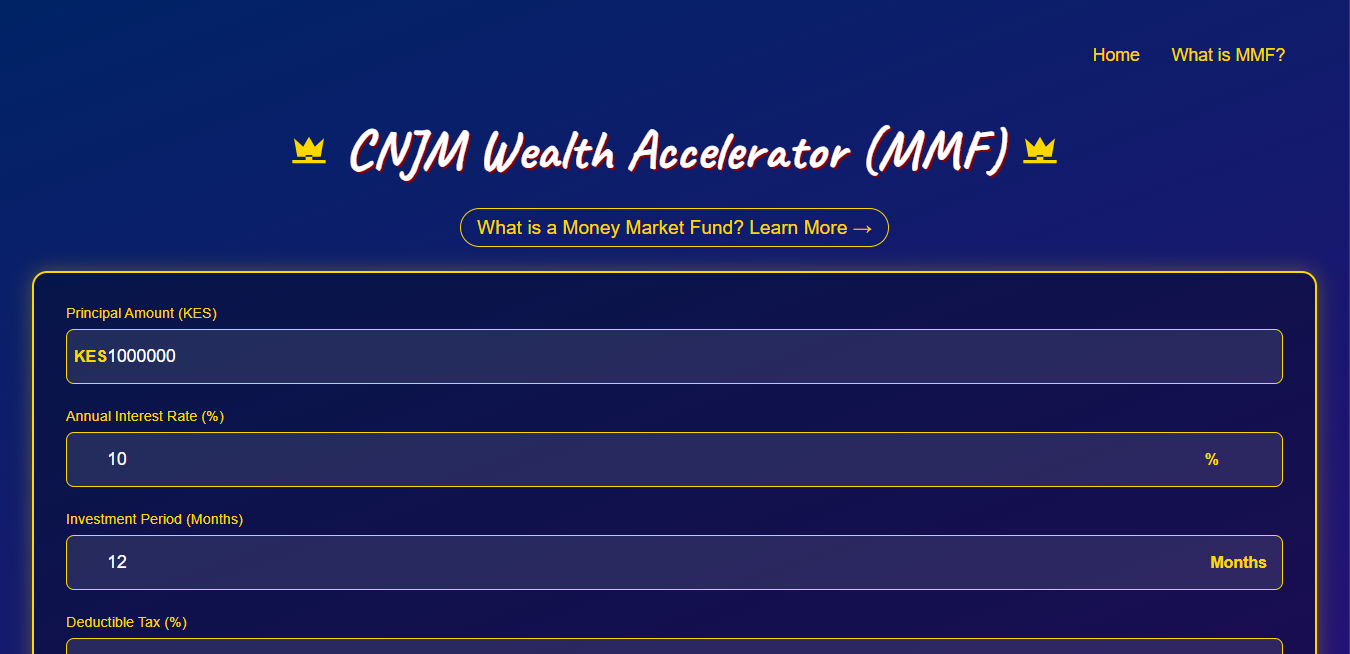 Home What is MMF?
CNJM Wealth Accelerator (MMF)
What is a Money Market Fund? Learn More →
Principal Amount (KES)
KES1000000
Annual Interest Rate (%)
10 %
Investment Period (Months)
12 Months
Deductible Tax (%)